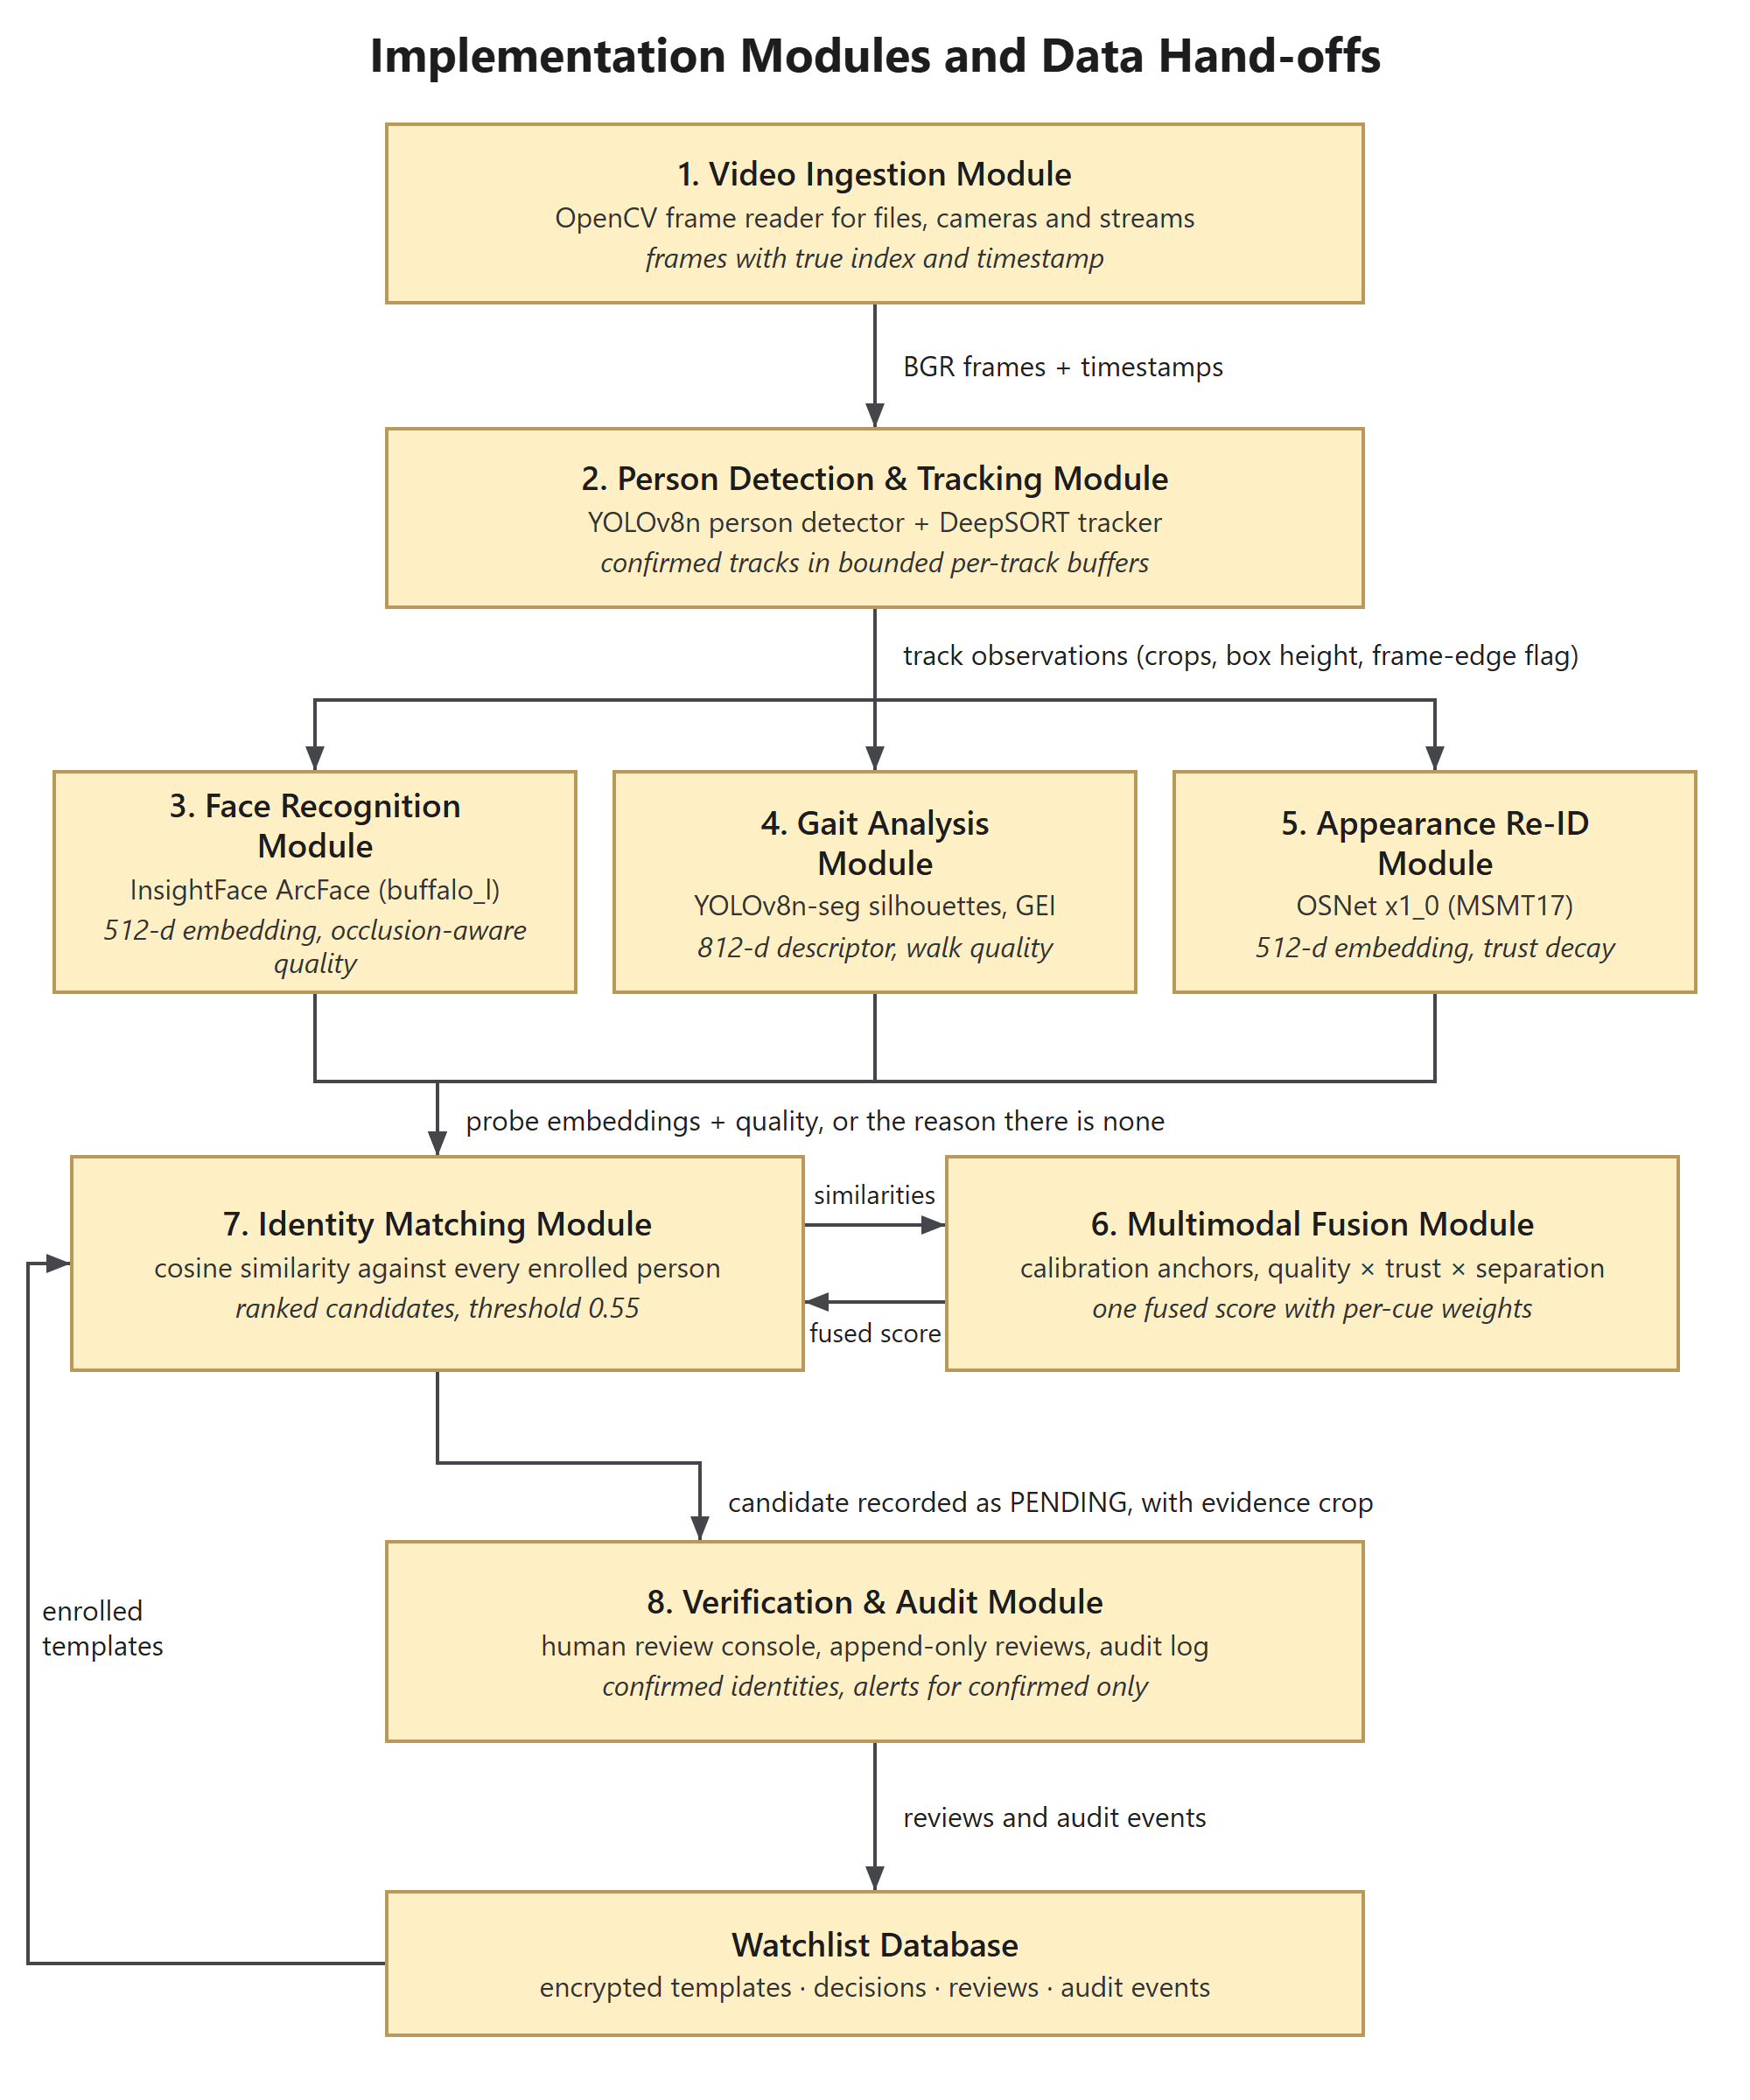 Implementation Modules and Data Hand-offs
1. Video Ingestion Module
OpenCV frame reader for files, cameras and streams
frames with true index and timestamp
BGR frames + timestamps
2. Person Detection & Tracking Module
YOLOv8n person detector + DeepSORT tracker
confirmed tracks in bounded per-track buffers
track observations (crops, box height, frame-edge flag)
3. Face Recognition
Module
InsightFace ArcFace (buffalo_l)
512-d embedding, occlusion-aware
quality
4. Gait Analysis
Module
YOLOv8n-seg silhouettes, GEI
812-d descriptor, walk quality
5. Appearance Re-ID
Module
OSNet x1_0 (MSMT17)
512-d embedding, trust decay
probe embeddings + quality, or the reason there is none
7. Identity Matching Module
cosine similarity against every enrolled person
ranked candidates, threshold 0.55
similarities
fused score
6. Multimodal Fusion Module
calibration anchors, quality × trust × separation
one fused score with per-cue weights
candidate recorded as PENDING, with evidence crop
8. Verification & Audit Module
human review console, append-only reviews, audit log
confirmed identities, alerts for confirmed only
enrolled
templates
reviews and audit events
Watchlist Database
encrypted templates · decisions · reviews · audit events